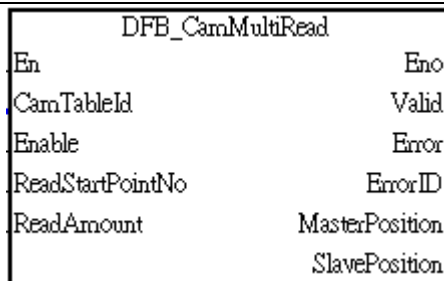 DFB_CamMultiRead
En Eno
CamTableId Valid
Enable Error
ReadStartPointNo ErrorID
ReadAmount MasterPosition
SlavePosition